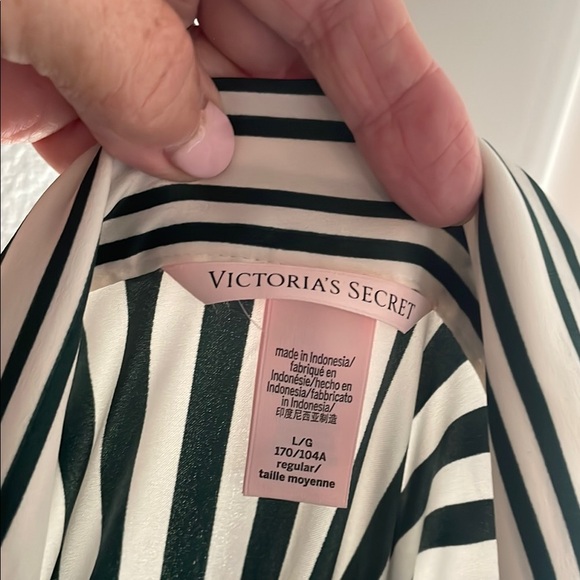 VICTORIA'S SECRET
made in Indonesia/
fabriqué en
Indonésie/hecho en
Indonesia/fabbricato
in Indonesia/
印度尼西亚制造
L/G
170/104A
regular/
taille moyenne